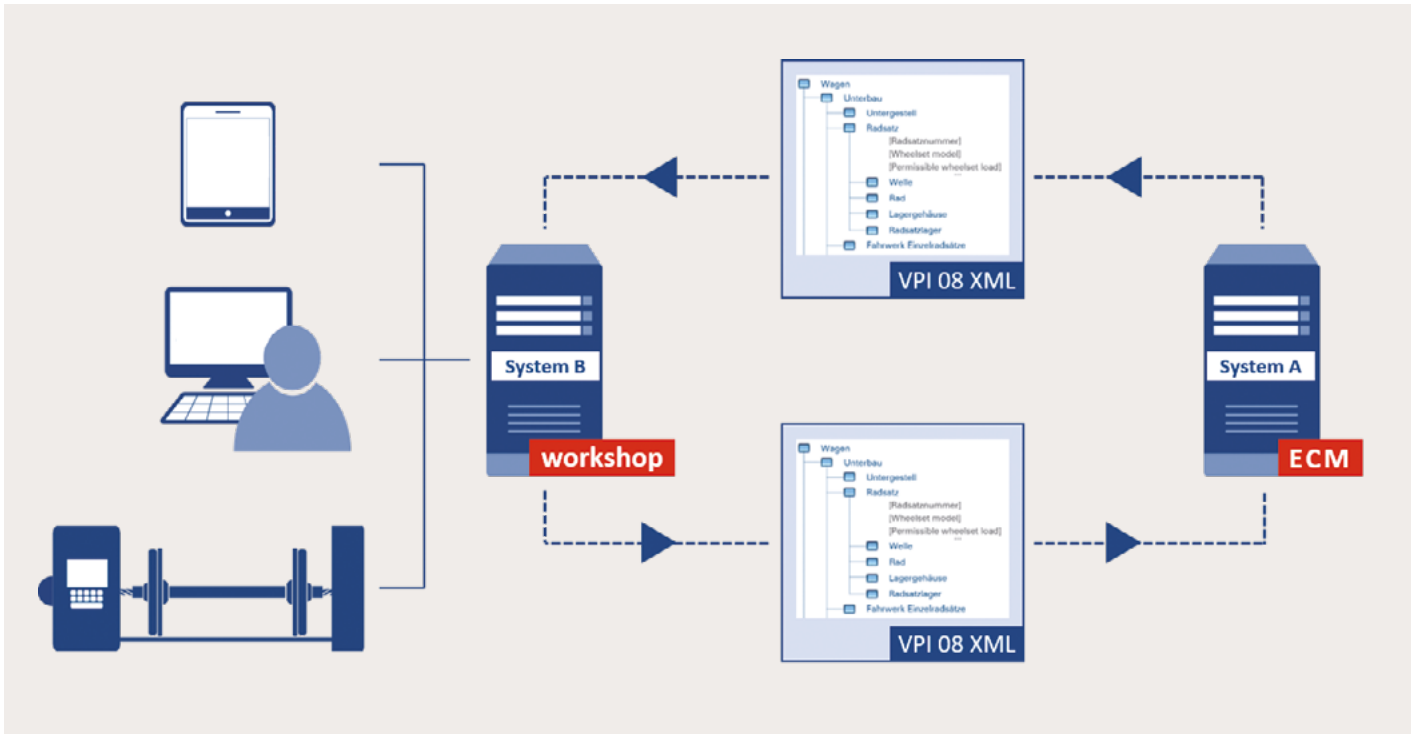 Wagen
Unterbau
Untergestell
Radsatz
[Radsatznummer]
[Wheelset model]
[Permissible wheelset load]
Welle
Rad
Lagergehäuse
Radsatzlager
Fahrwerk Einzelradsätze
VPI 08 XML
System B
workshop
System A
ECM
Wagen
Unterbau
Untergestell
Radsatz
[Radsatznummer]
[Wheelset model]
[Permissible wheelset load]
Welle
Rad
Lagergehäuse
Radsatzlager
Fahrwerk Einzelradsätze
VPI 08 XML